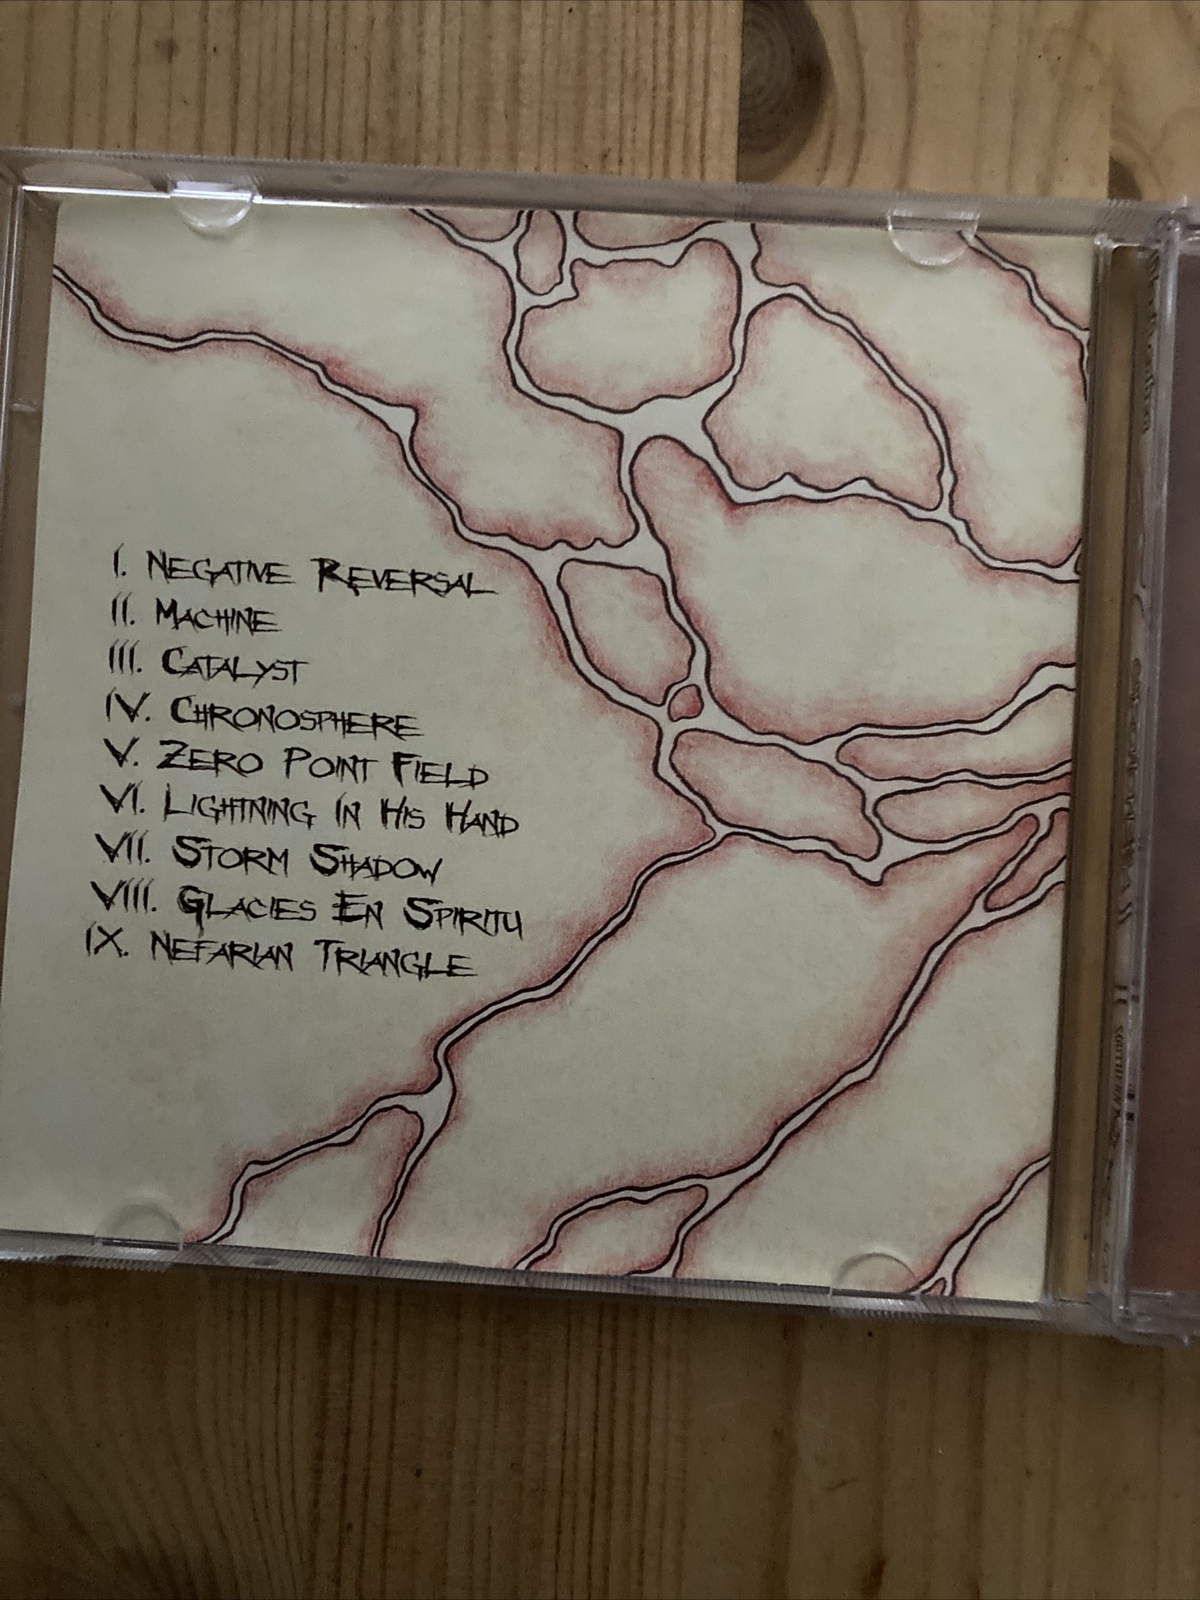 I. Negative Reversal
II. Machine
III. Catalyst
IV. Chronosphere
V. Zero Point Field
VI. Lightning In His Hand
VII. Storm Shadow
VIII. Glacies En Spiritu
IX. Nefarian Triangle